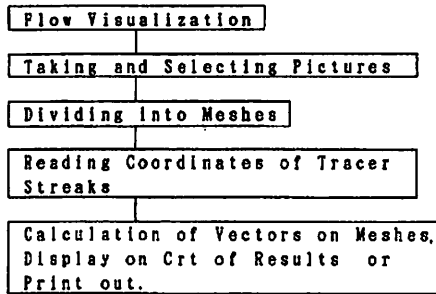 Flow Visualization
Taking and Selecting Pictures
Dividing into Meshes
Reading Coordinates of Tracer
Streaks
Calculation of Vectors on Meshes,
Display on Crt of Results or
Print out.